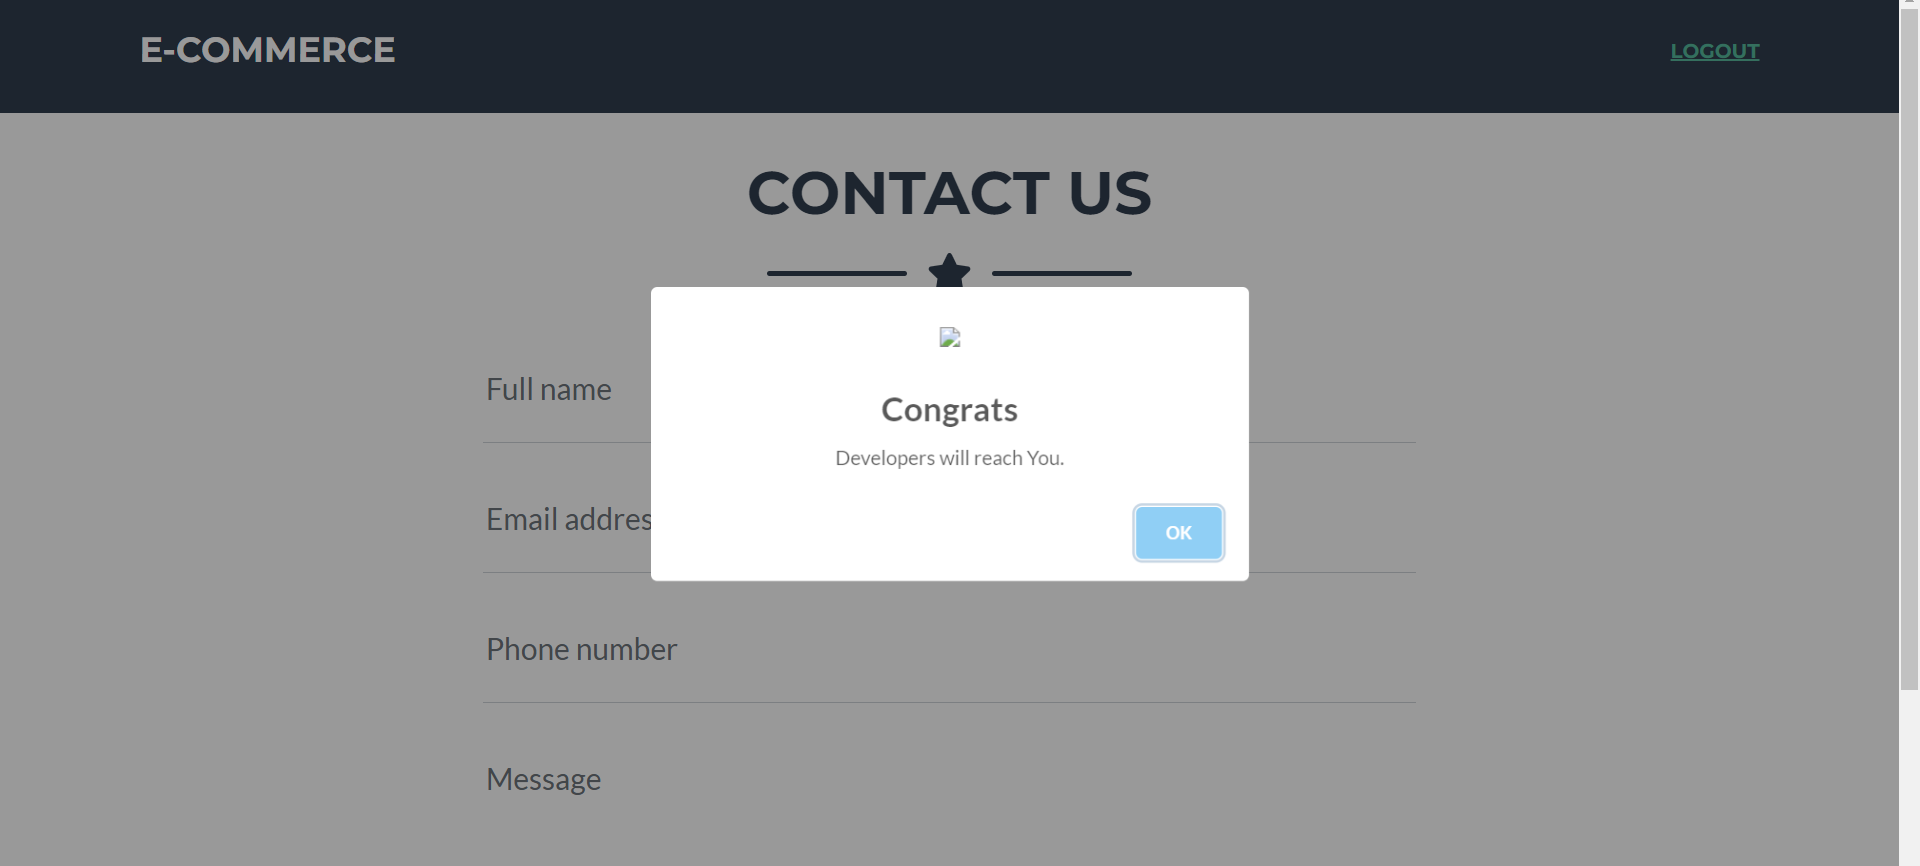 E-COMMERCE
LOGOUT
CONTACT US
Full name
Congrats
Developers will reach You.
Email addres
OK
Phone number
Message